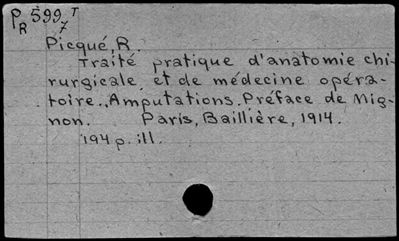 P 599 T
R 7
Picqué, R.
Traité pratique d'anatomie chi-
rurgicale et de médecine opéra-
toire. Amputations. Préface de Mig-
non. Paris, Baillière, 1914.
194 p. ill.